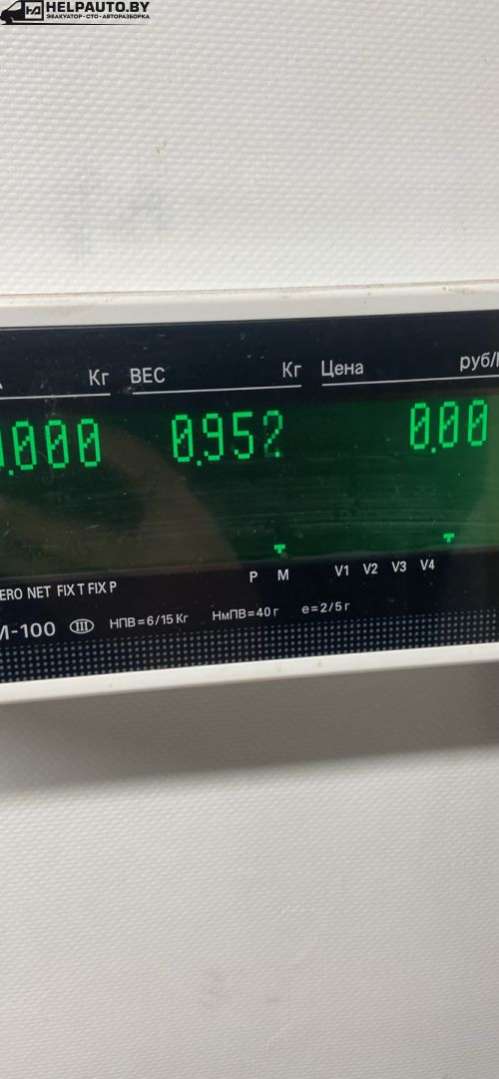 HELPAUTO.BY
ЭВАКУАТОР-СТО-АВТОРАЗБОРКА
Кг ВЕС Кг Цена руб/
.000 0.952 0.00
P M V1 V2 V3 V4
ERO NET FIX T FIX P
-100 III НПВ=6/15 Кг НмПВ=40 г e=2/5 г